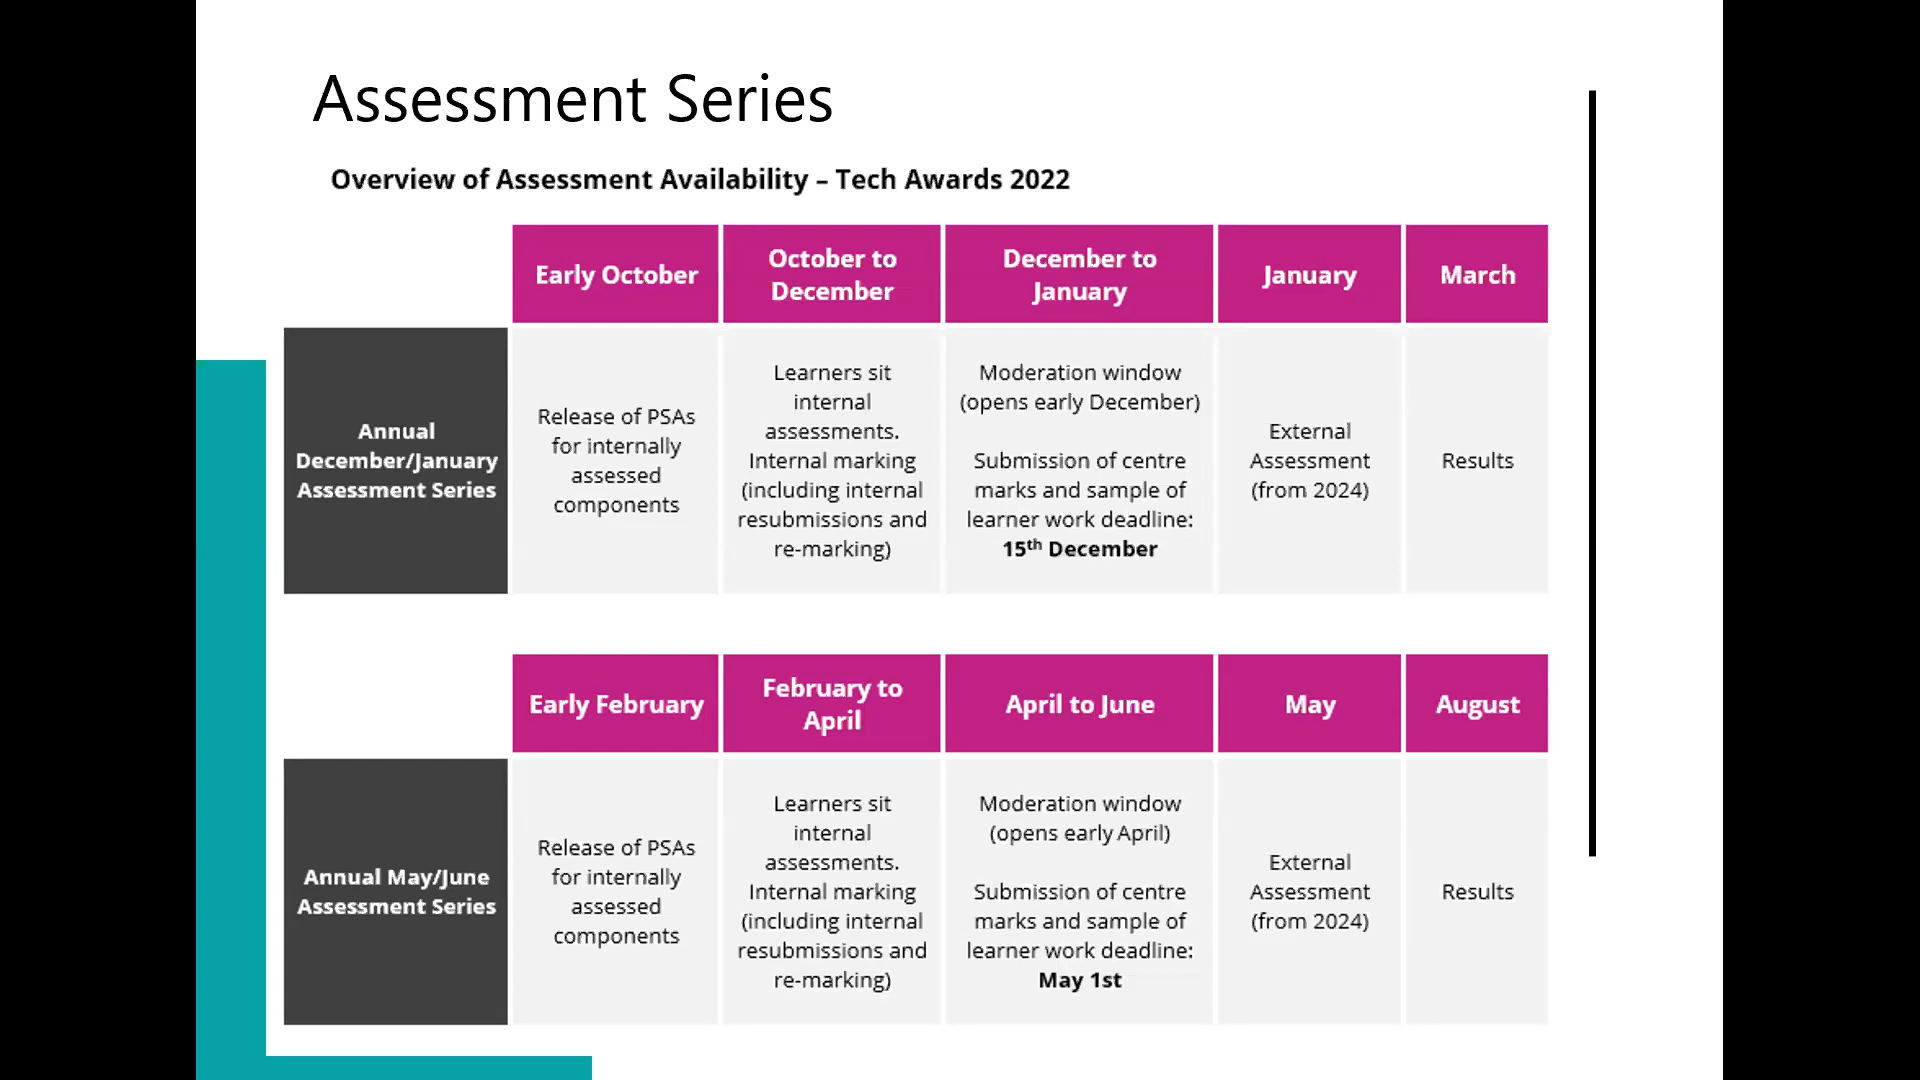 Assessment Series
Overview of Assessment Availability – Tech Awards 2022
Early October
October to
December
December to
January
January
March
Annual
December/January
Assessment Series
Release of PSAs
for internally
assessed
components
Learners sit
internal
assessments.
Internal marking
(including internal
resubmissions and
re-marking)
Moderation window
(opens early December)
Submission of centre
marks and sample of
learner work deadline:
15th December
External
Assessment
(from 2024)
Results
Early February
February to
April
April to June
May
August
Annual May/June
Assessment Series
Release of PSAs
for internally
assessed
components
Learners sit
internal
assessments.
Internal marking
(including internal
resubmissions and
re-marking)
Moderation window
(opens early April)
Submission of centre
marks and sample of
learner work deadline:
May 1st
External
Assessment
(from 2024)
Results